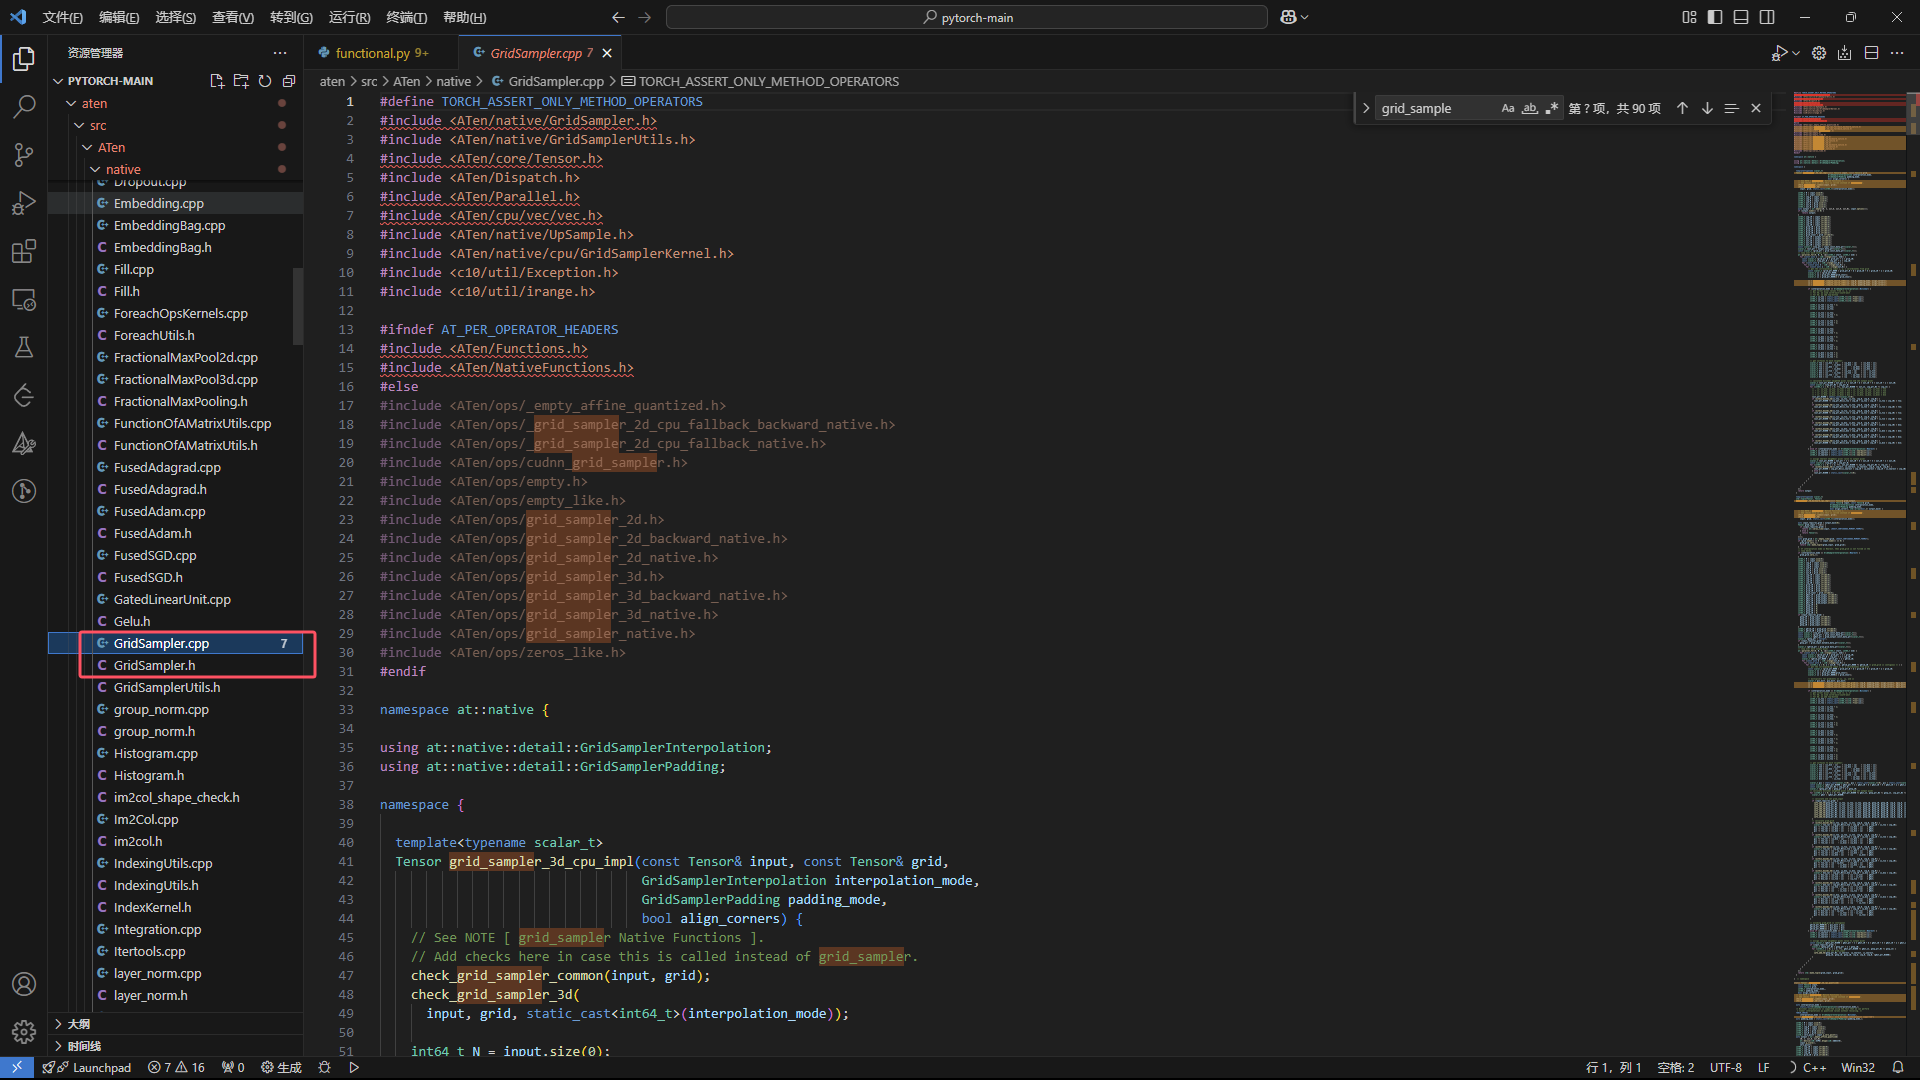 文件(F) 编辑(E) 选择(S) 查看(V) 转到(G) 运行(R) 终端(T) 帮助(H)
pytorch-main
资源管理器
functional.py 9+
GridSampler.cpp 7
PYTORCH-MAIN
aten > src > ATen > native > GridSampler.cpp > TORCH_ASSERT_ONLY_METHOD_OPERATORS
grid_sample
Aa ab
第 ? 项，共 90 项
aten
src
ATen
native
Dropout.cpp
Embedding.cpp
EmbeddingBag.cpp
EmbeddingBag.h
Fill.cpp
Fill.h
ForeachOpsKernels.cpp
ForeachUtils.h
FractionalMaxPool2d.cpp
FractionalMaxPool3d.cpp
FractionalMaxPooling.h
FunctionOfAMatrixUtils.cpp
FunctionOfAMatrixUtils.h
FusedAdagrad.cpp
FusedAdagrad.h
FusedAdam.cpp
FusedAdam.h
FusedSGD.cpp
FusedSGD.h
GatedLinearUnit.cpp
Gelu.h
GridSampler.cpp 7
GridSampler.h
GridSamplerUtils.h
group_norm.cpp
group_norm.h
Histogram.cpp
Histogram.h
im2col_shape_check.h
Im2Col.cpp
im2col.h
IndexingUtils.cpp
IndexingUtils.h
IndexKernel.h
Integration.cpp
Itertools.cpp
layer_norm.cpp
layer_norm.h
大纲
时间线
1 #define TORCH_ASSERT_ONLY_METHOD_OPERATORS
2 #include <ATen/native/GridSampler.h>
3 #include <ATen/native/GridSamplerUtils.h>
4 #include <ATen/core/Tensor.h>
5 #include <ATen/Dispatch.h>
6 #include <ATen/Parallel.h>
7 #include <ATen/cpu/vec/vec.h>
8 #include <ATen/native/UpSample.h>
9 #include <ATen/native/cpu/GridSamplerKernel.h>
10 #include <c10/util/Exception.h>
11 #include <c10/util/irange.h>
12
13 #ifndef AT_PER_OPERATOR_HEADERS
14 #include <ATen/Functions.h>
15 #include <ATen/NativeFunctions.h>
16 #else
17 #include <ATen/ops/_empty_affine_quantized.h>
18 #include <ATen/ops/_grid_sampler_2d_cpu_fallback_backward_native.h>
19 #include <ATen/ops/_grid_sampler_2d_cpu_fallback_native.h>
20 #include <ATen/ops/cudnn_grid_sampler.h>
21 #include <ATen/ops/empty.h>
22 #include <ATen/ops/empty_like.h>
23 #include <ATen/ops/grid_sampler_2d.h>
24 #include <ATen/ops/grid_sampler_2d_backward_native.h>
25 #include <ATen/ops/grid_sampler_2d_native.h>
26 #include <ATen/ops/grid_sampler_3d.h>
27 #include <ATen/ops/grid_sampler_3d_backward_native.h>
28 #include <ATen/ops/grid_sampler_3d_native.h>
29 #include <ATen/ops/grid_sampler_native.h>
30 #include <ATen/ops/zeros_like.h>
31 #endif
32
33 namespace at::native {
34
35 using at::native::detail::GridSamplerInterpolation;
36 using at::native::detail::GridSamplerPadding;
37
38 namespace {
39
40 template<typename scalar_t>
41 Tensor grid_sampler_3d_cpu_impl(const Tensor& input, const Tensor& grid,
42 GridSamplerInterpolation interpolation_mode,
43 GridSamplerPadding padding_mode,
44 bool align_corners) {
45 // See NOTE [ grid_sampler Native Functions ].
46 // Add checks here in case this is called instead of grid_sampler.
47 check_grid_sampler_common(input, grid);
48 check_grid_sampler_3d(
49 input, grid, static_cast<int64_t>(interpolation_mode));
50
51 int64_t N = input.size(0);
Launchpad 7 16 0 生成
行 1，列 1 空格: 2 UTF-8 LF C++ Win32